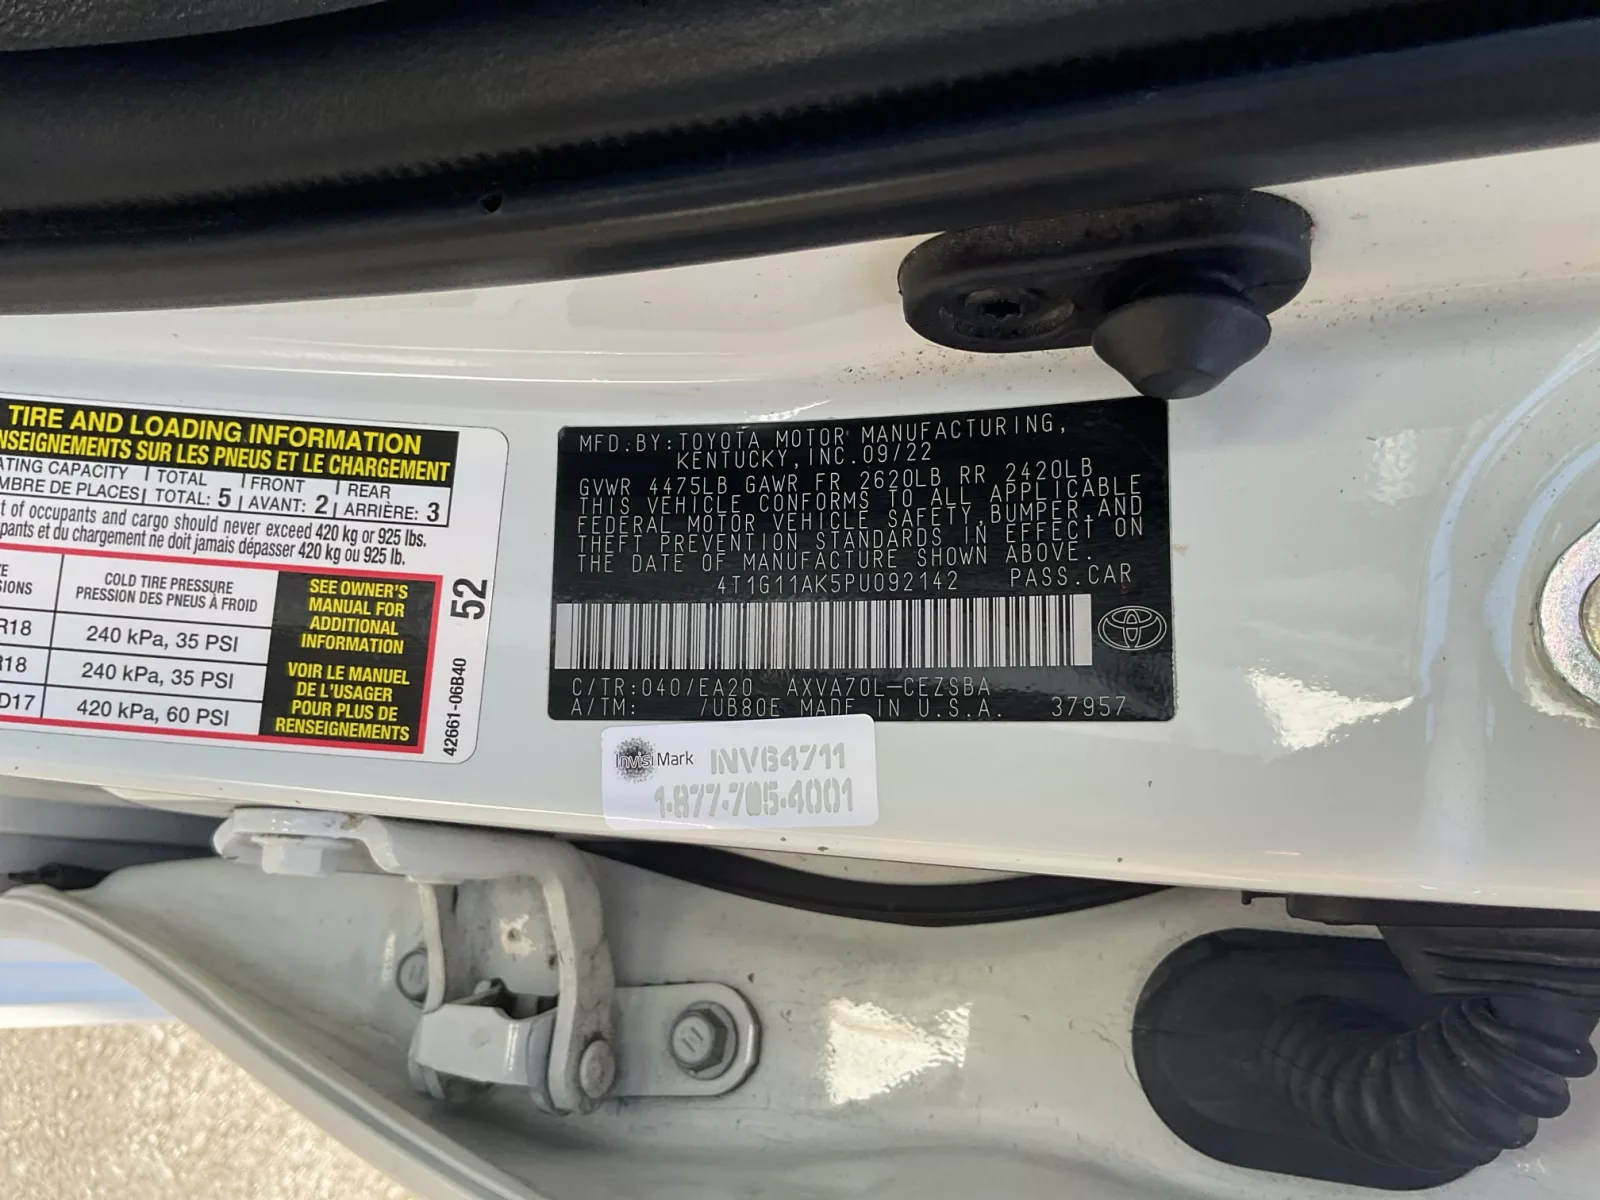 TIRE AND LOADING INFORMATION
NSEIGNEMENTS SUR LES PNEUS ET LE CHARGEMENT
ATING CAPACITY | TOTAL | FRONT | REAR
MBRE DE PLACES| TOTAL: 5 | AVANT: 2 | ARRIÈRE: 3
t of occupants and cargo should never exceed 420 kg or 925 lbs.
pants et du chargement ne doit jamais dépasser 420 kg ou 925 lb.
E
SIONS
COLD TIRE PRESSURE
PRESSION DES PNEUS À FROID
R18 240 kPa, 35 PSI
R18 240 kPa, 35 PSI
D17 420 kPa, 60 PSI
SEE OWNER'S
MANUAL FOR
ADDITIONAL
INFORMATION
VOIR LE MANUEL
DE L'USAGER
POUR PLUS DE
RENSEIGNEMENTS
52
42661-06B40
MFD.BY:TOYOTA MOTOR MANUFACTURING,
KENTUCKY,INC.09/22
GVWR 4475LB GAWR FR 2620LB RR 2420LB
THIS VEHICLE CONFORMS TO ALL APPLICABLE
FEDERAL MOTOR VEHICLE SAFETY,BUMPER,AND
THEFT PREVENTION STANDARDS IN EFFECT ON
THE DATE OF MANUFACTURE SHOWN ABOVE.
4T1G11AK5PU092142 PASS.CAR
C/TR:040/EA20 AXVA70L-CEZSBA
A/TM: /UB80E MADE IN U.S.A. 37957
InvisiMark INV64711
1-877-705-4001